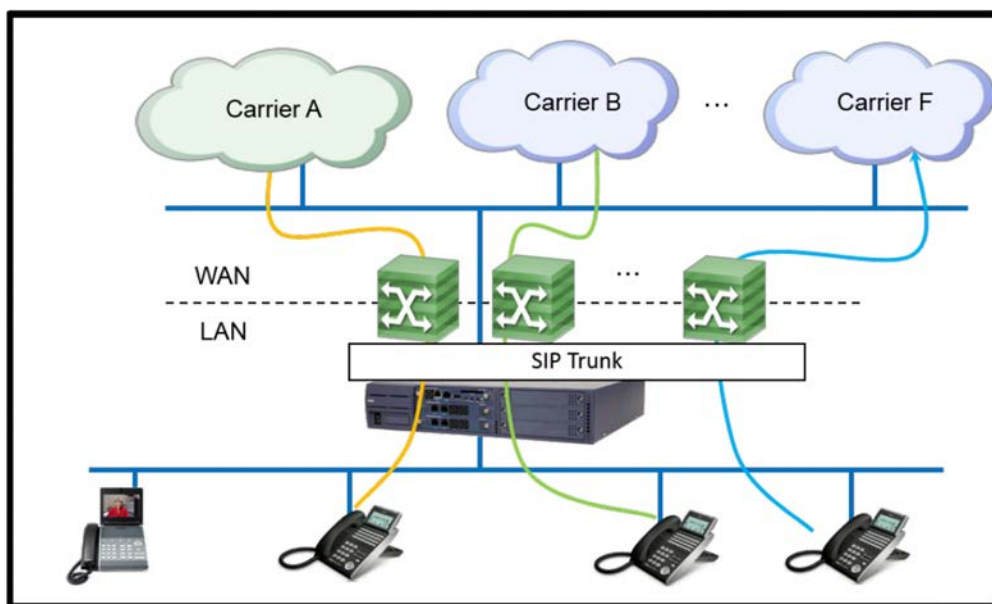 Carrier A
Carrier B
...
Carrier F
WAN
...
LAN
SIP Trunk